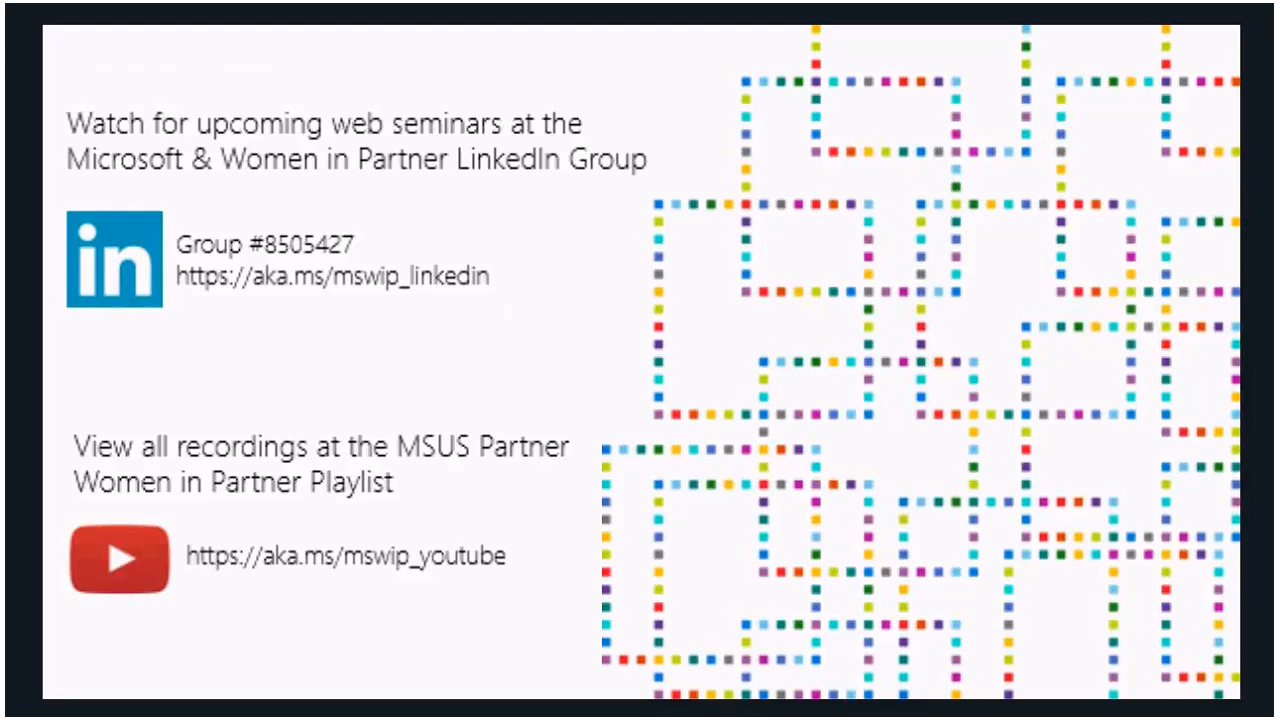 Watch for upcoming web seminars at the
Microsoft & Women in Partner LinkedIn Group
in
Group #8505427
https://aka.ms/mswip_linkedin
View all recordings at the MSUS Partner
Women in Partner Playlist
https://aka.ms/mswip_youtube